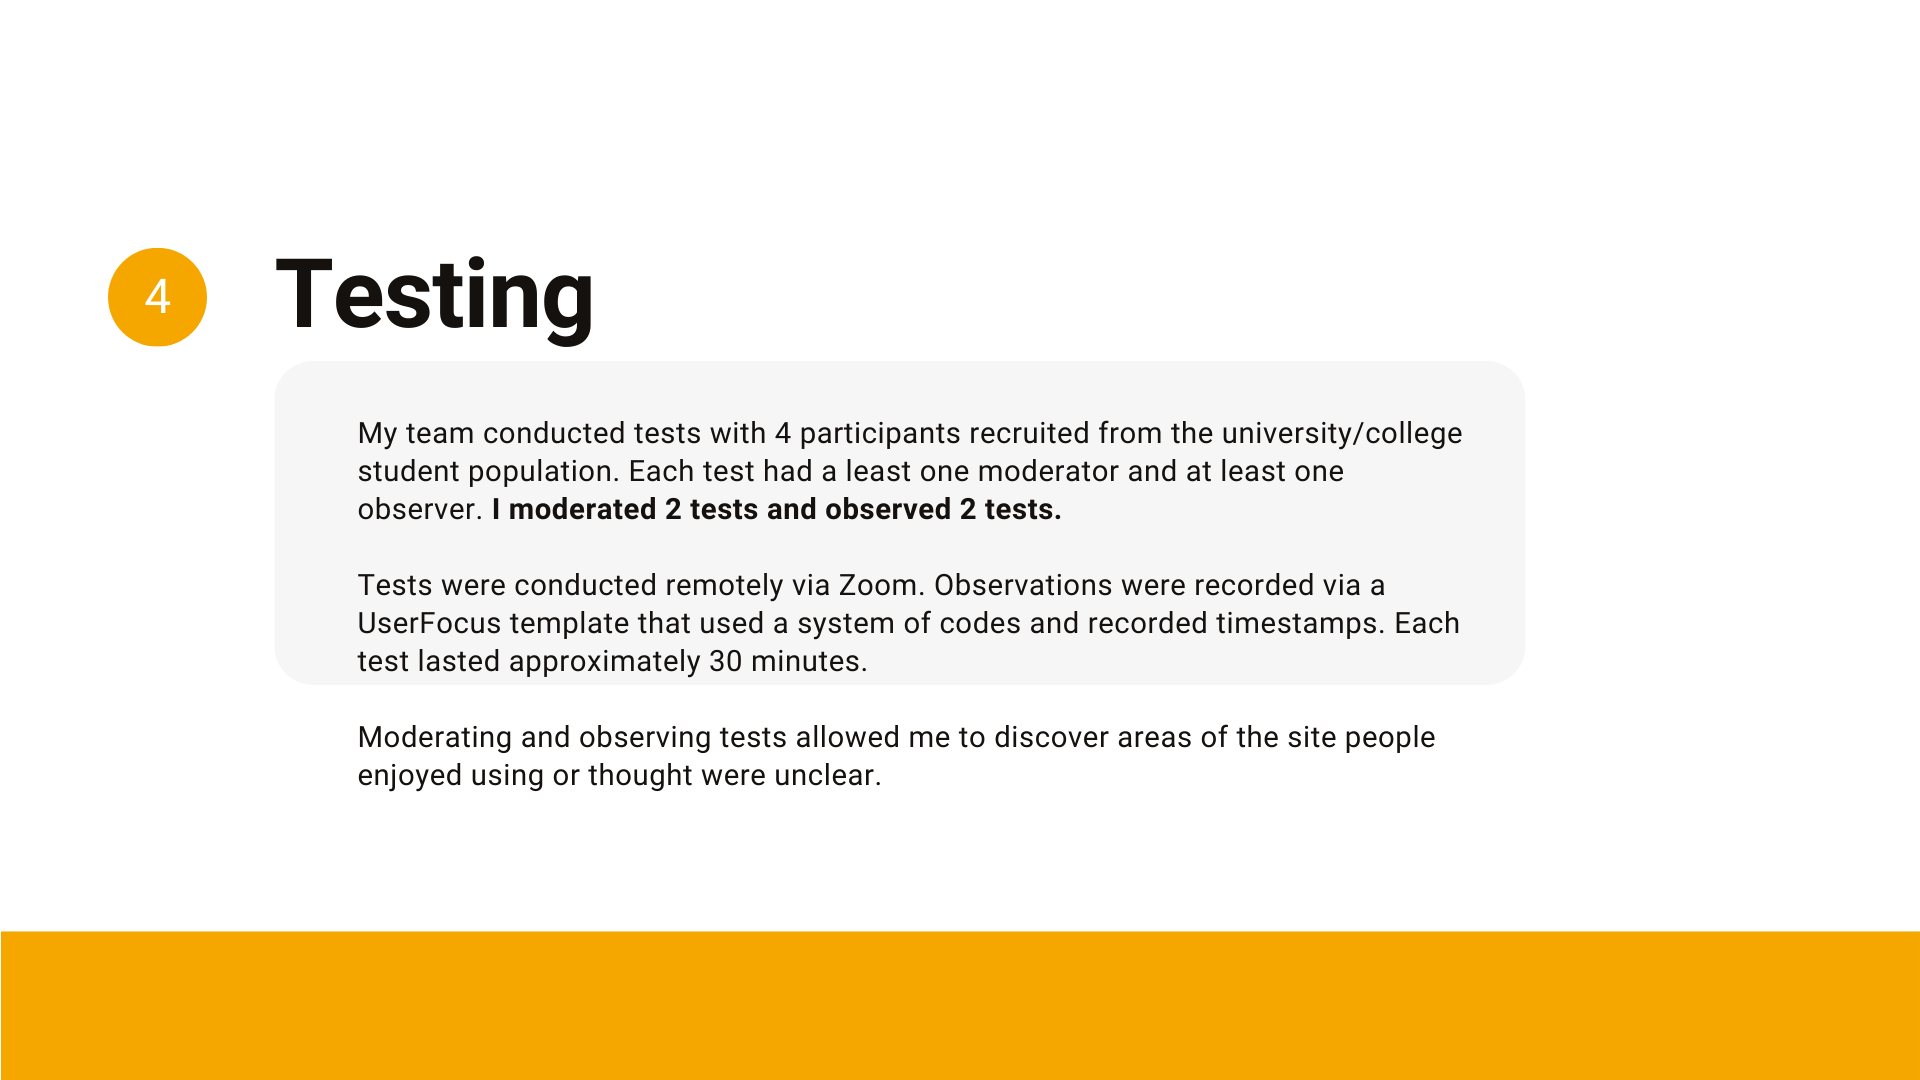 4
Testing
My team conducted tests with 4 participants recruited from the university/college
student population. Each test had a least one moderator and at least one
observer. I moderated 2 tests and observed 2 tests.
Tests were conducted remotely via Zoom. Observations were recorded via a
UserFocus template that used a system of codes and recorded timestamps. Each
test lasted approximately 30 minutes.
Moderating and observing tests allowed me to discover areas of the site people
enjoyed using or thought were unclear.